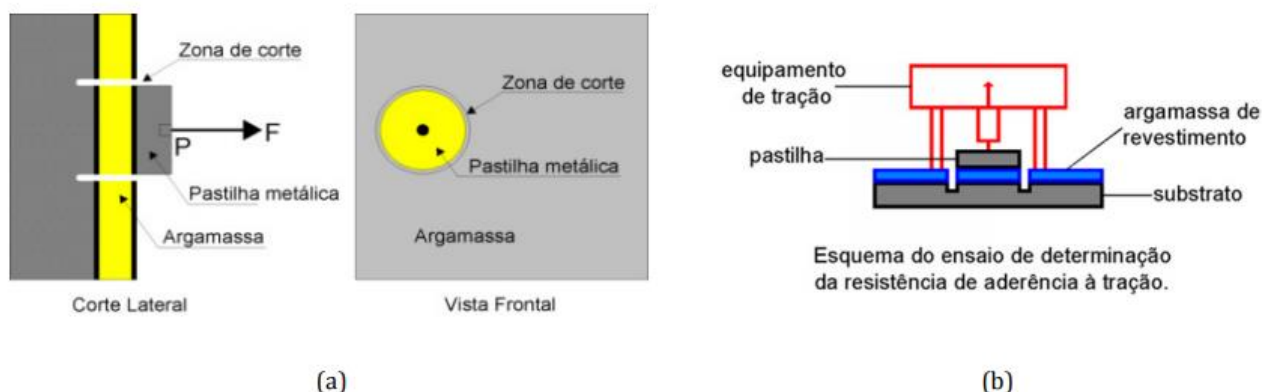 Zona de corte
P
F
Pastilha metálica
Argamassa
Corte Lateral
Zona de corte
Pastilha metálica
Argamassa
Vista Frontal
(a)
equipamento
de tração
pastilha
argamassa de
revestimento
substrato
Esquema do ensaio de determinação
da resistência de aderência à tração.
(b)